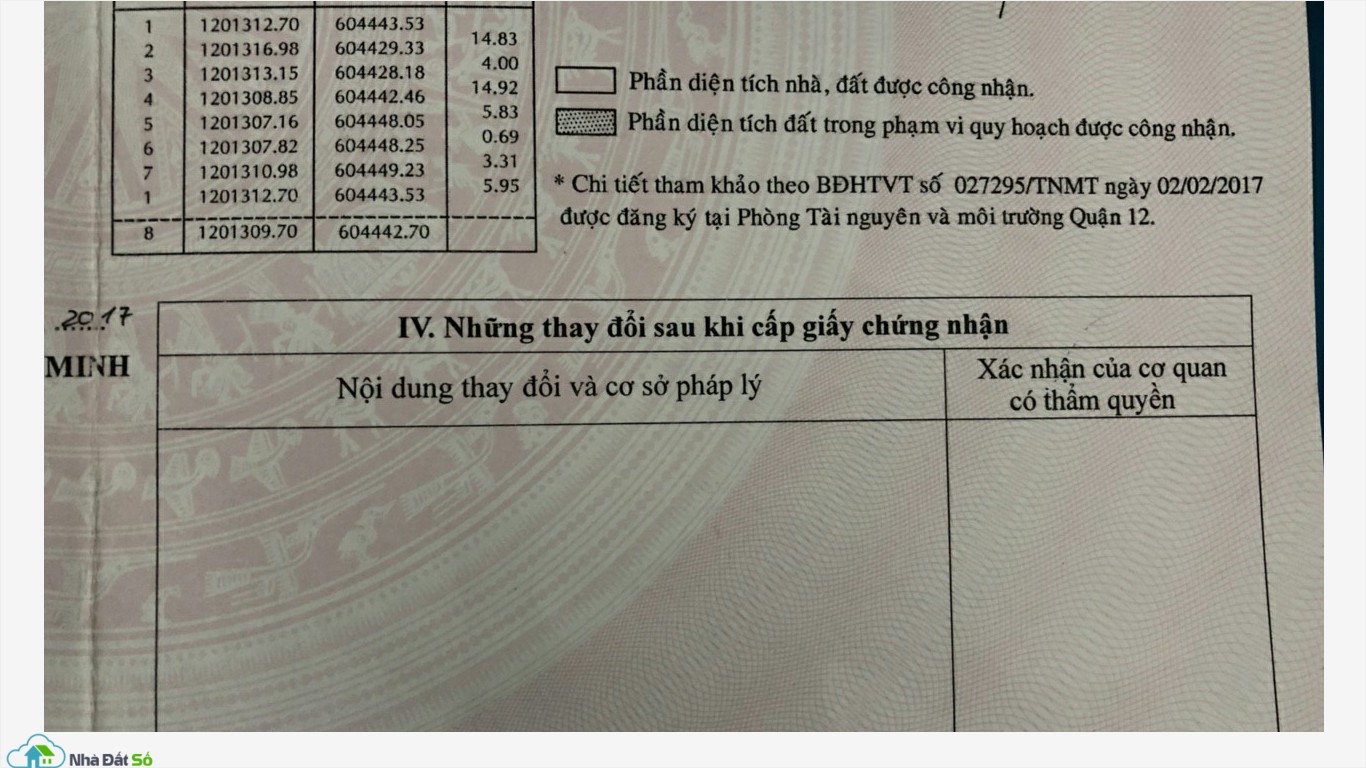 1 1201312.70 604443.53
14.83
2 1201316.98 604429.33
4.00
3 1201313.15 604428.18
14.92
4 1201308.85 604442.46
5.83
5 1201307.16 604448.05
0.69
6 1201307.82 604448.25
3.31
7 1201310.98 604449.23
5.95
1 1201312.70 604443.53
8 1201309.70 604442.70
Phần diện tích nhà, đất được công nhận.
Phần diện tích đất trong phạm vi quy hoạch được công nhận.
* Chi tiết tham khảo theo BĐHTVT số 027295/TNMT ngày 02/02/2017
được đăng ký tại Phòng Tài nguyên và môi trường Quận 12.
2017
MINH
IV. Những thay đổi sau khi cấp giấy chứng nhận
Nội dung thay đổi và cơ sở pháp lý
Xác nhận của cơ quan
có thẩm quyền
Nhà Đất Số